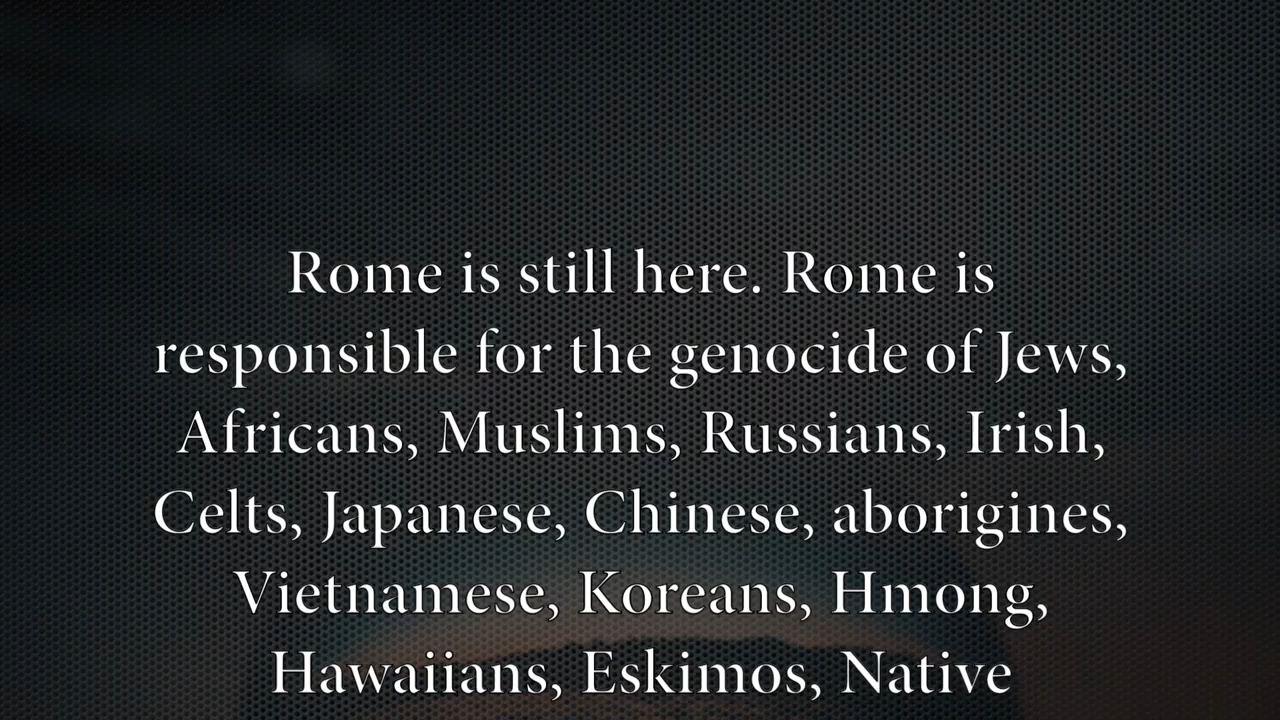 Rome is still here. Rome is
responsible for the genocide of Jews,
Africans, Muslims, Russians, Irish,
Celts, Japanese, Chinese, aborigines,
Vietnamese, Koreans, Hmong,
Hawaiians, Eskimos, Native